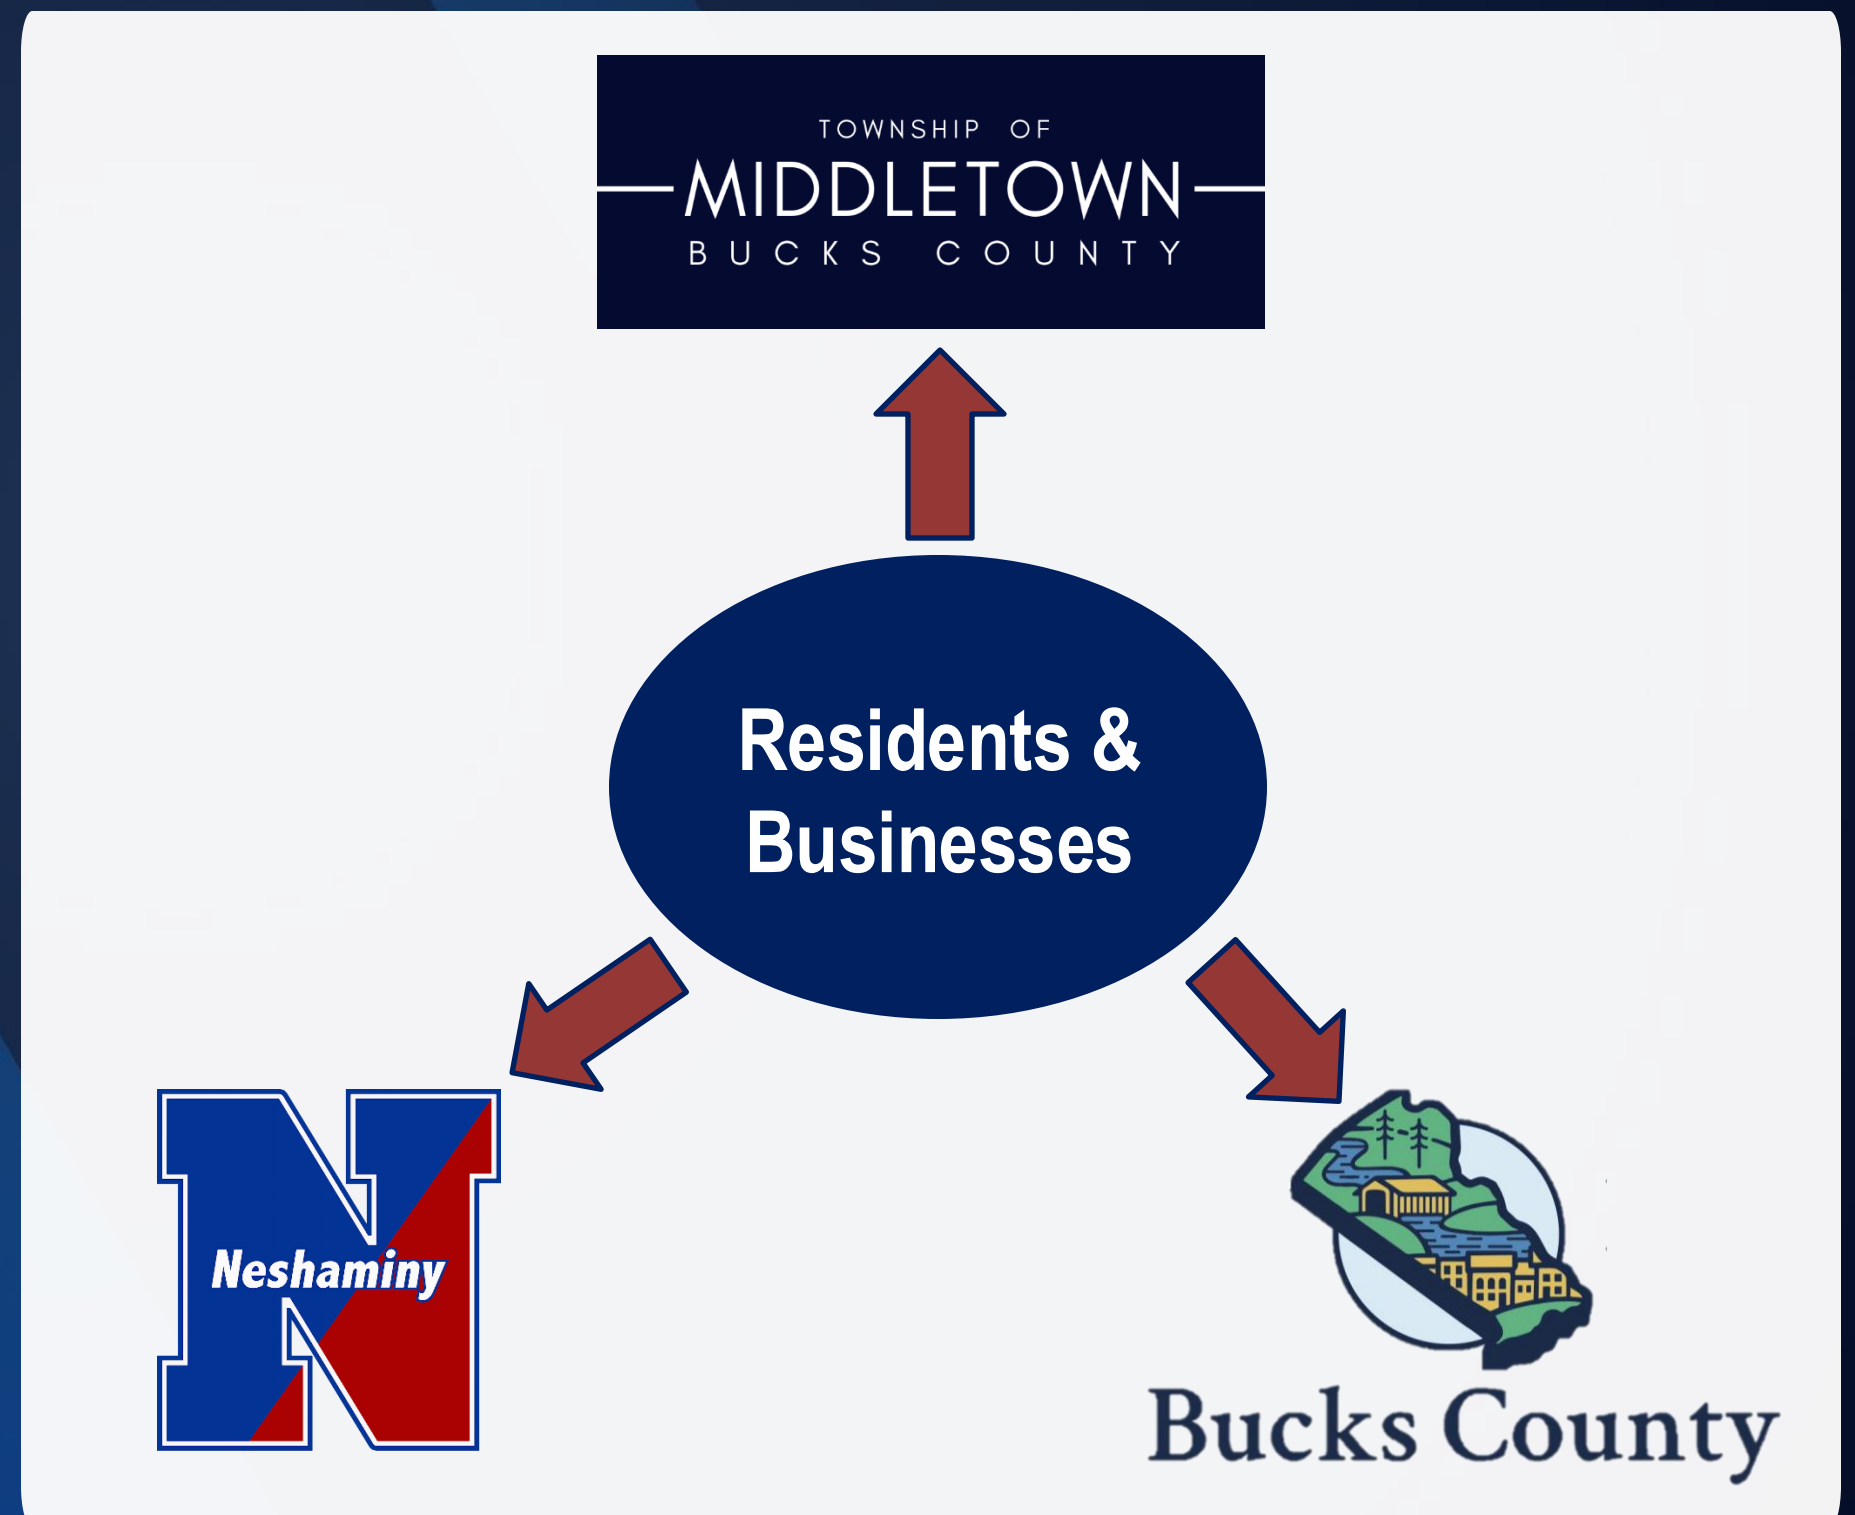 TOWNSHIP OF
MIDDLETOWN
BUCKS COUNTY
Residents &
Businesses
Neshaminy
Bucks County